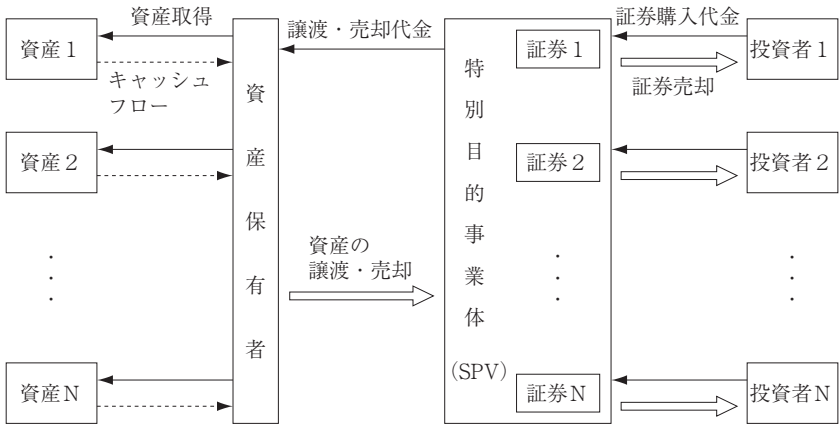 資産取得
資産1
キャッシュ
フロー
資産2
・
・
・
資産N
資産保有者
譲渡・売却代金
資産の
譲渡・売却
特別目的事業体
(SPV)
証券1
証券2
・
・
・
証券N
証券購入代金
証券売却
投資者1
投資者2
・
・
・
投資者N